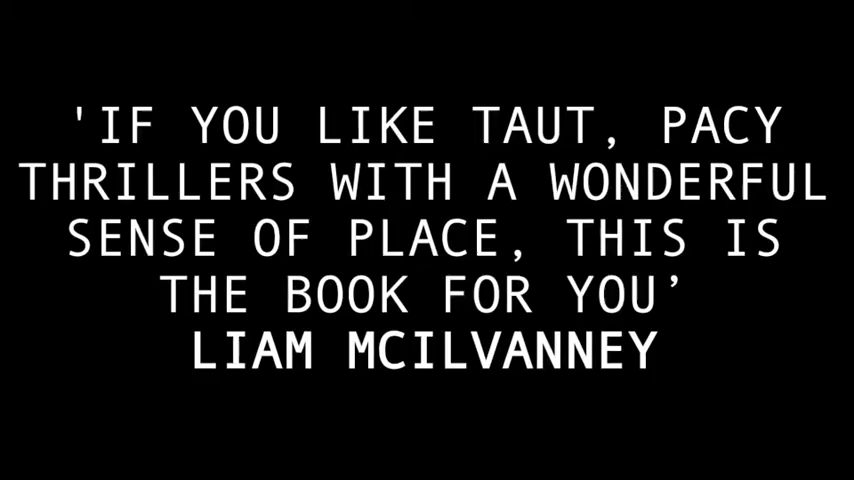 'IF YOU LIKE TAUT, PACY
THRILLERS WITH A WONDERFUL
SENSE OF PLACE, THIS IS
THE BOOK FOR YOU’
LIAM MCILVANNEY